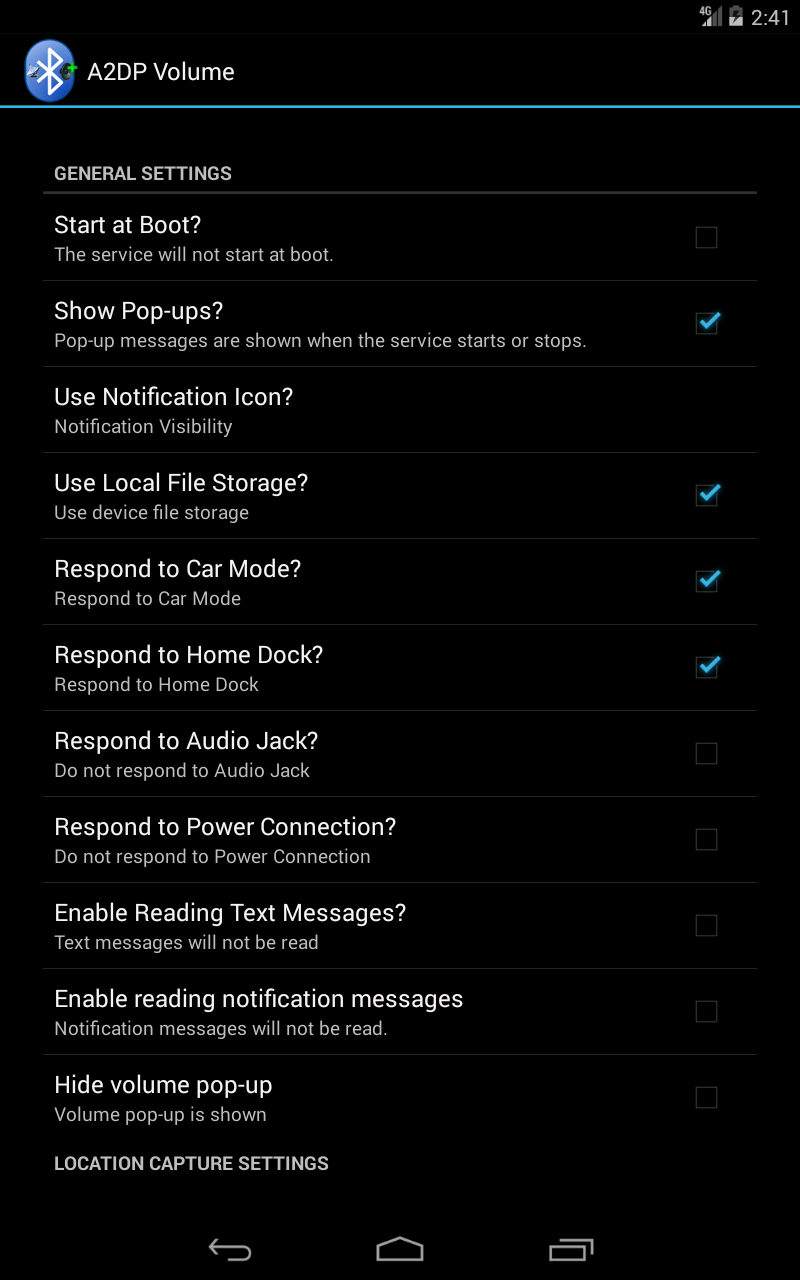 4G 2:41
A2DP Volume
GENERAL SETTINGS
Start at Boot?
The service will not start at boot.
Show Pop-ups?
Pop-up messages are shown when the service starts or stops.
Use Notification Icon?
Notification Visibility
Use Local File Storage?
Use device file storage
Respond to Car Mode?
Respond to Car Mode
Respond to Home Dock?
Respond to Home Dock
Respond to Audio Jack?
Do not respond to Audio Jack
Respond to Power Connection?
Do not respond to Power Connection
Enable Reading Text Messages?
Text messages will not be read
Enable reading notification messages
Notification messages will not be read.
Hide volume pop-up
Volume pop-up is shown
LOCATION CAPTURE SETTINGS